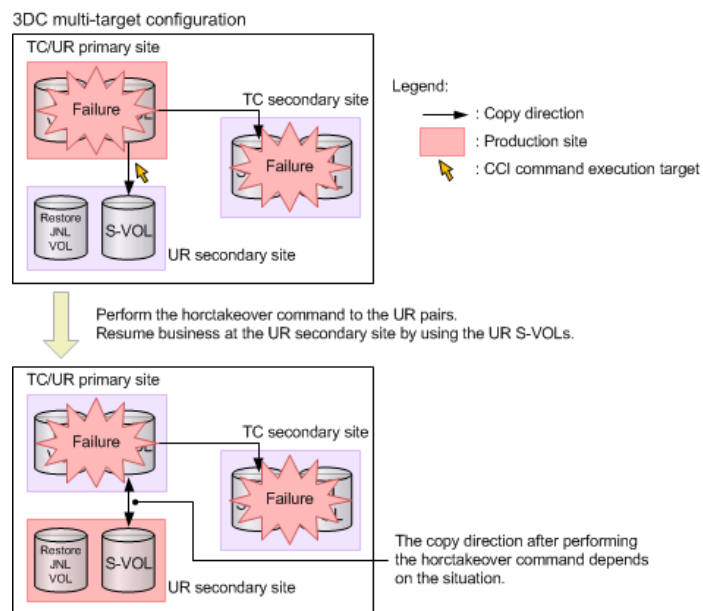 3DC multi-target configuration
TC/UR primary site
Failure
TC secondary site
Failure
Restore
JNL
VOL
S-VOL
UR secondary site
Legend:
: Copy direction
: Production site
: CCI command execution target
Perform the horctakeover command to the UR pairs.
Resume business at the UR secondary site by using the UR S-VOLs.
TC/UR primary site
Failure
TC secondary site
Failure
Restore
JNL
VOL
S-VOL
UR secondary site
The copy direction after performing
the horctakeover command depends
on the situation.